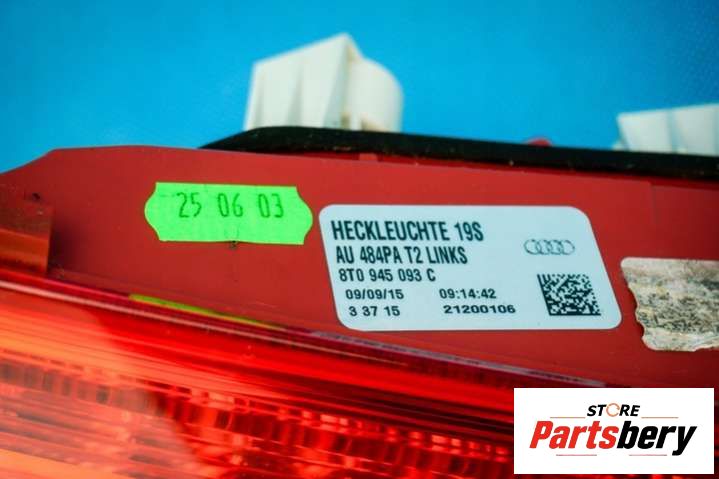 25 06 03
HECKLEUCHTE 19S
AU 484PA T2 LINKS
8T0 945 093 C
09/09/15 09:14:42
3 37 15 21200106
STORE
Partsbery